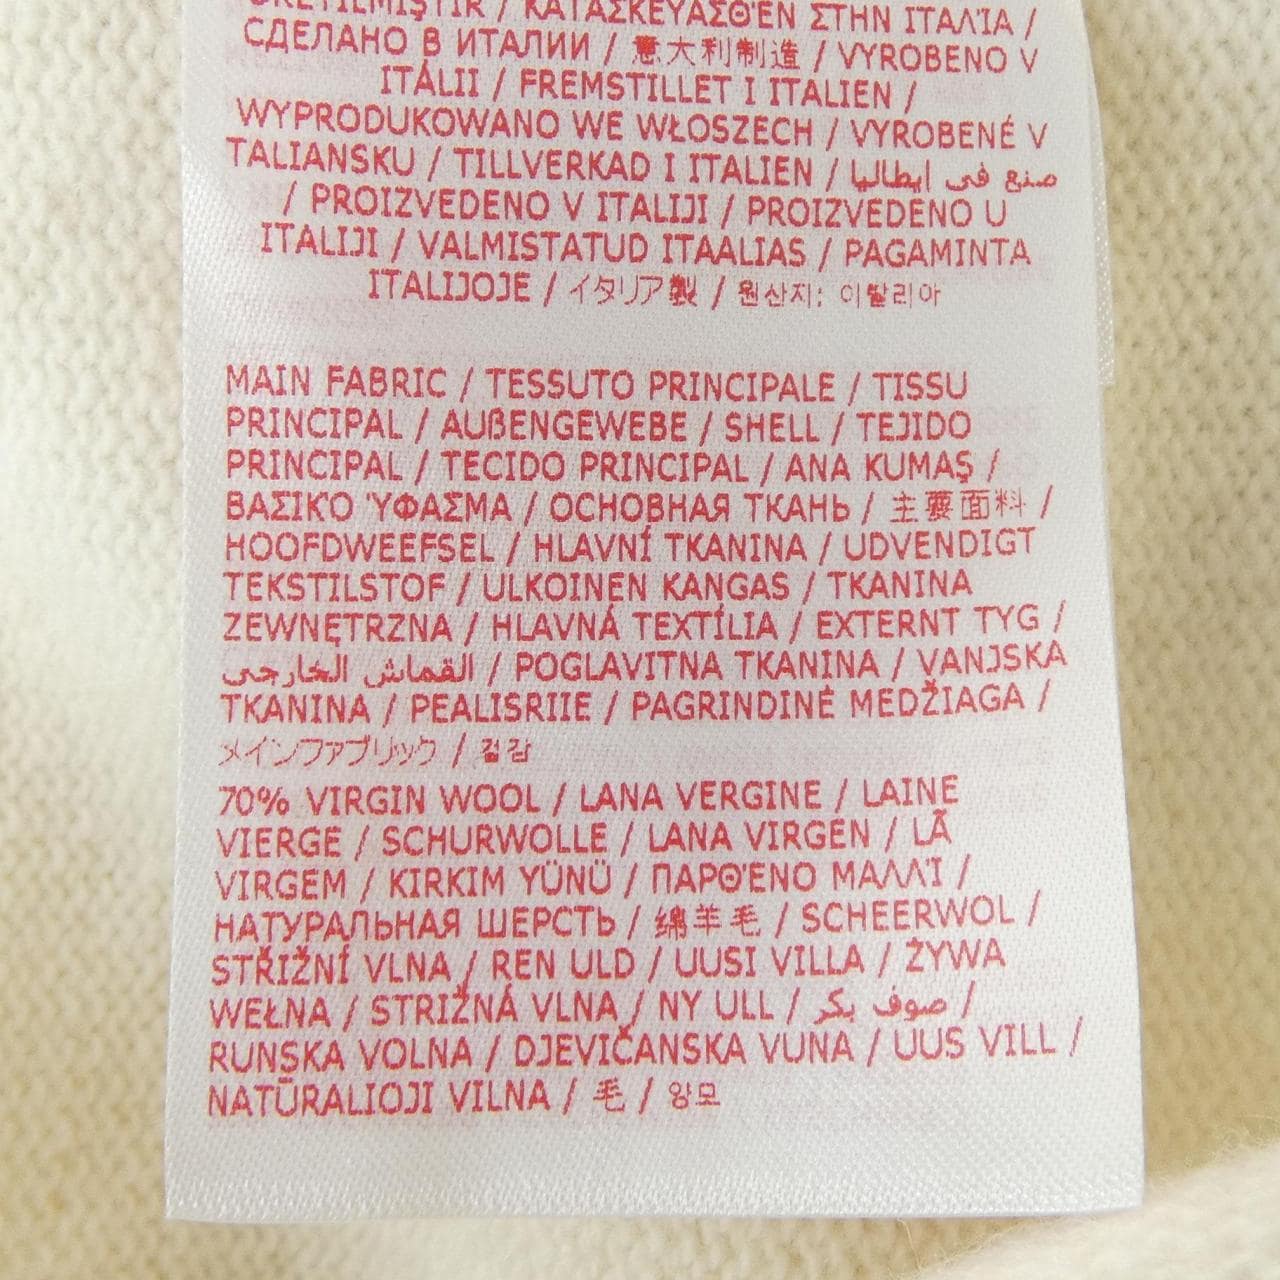 / ΚΑΤΑΣΚΕΥΑΣΘΈΝ ΣΤΗΝ ΙΤΑΛΊΑ /
СДЕЛАНО В ИТАЛИИ / 意大利制造 / VYROBENO V
ITÁLII / FREMSTILLET I ITALIEN /
WYPRODUKOWANO WE WŁOSZECH / VYROBENÉ V
TALIANSKU / TILLVERKAD I ITALIEN / صنع في إيطاليا
/ PROIZVEDENO V ITALIJI / PROIZVEDENO U
ITALIJI / VALMISTATUD ITAALIAS / PAGAMINTA
ITALIJOJE / イタリア製 / 원산지: 이탈리아
MAIN FABRIC / TESSUTO PRINCIPALE / TISSU
PRINCIPAL / AUßENGEWEBE / SHELL / TEJIDO
PRINCIPAL / TECIDO PRINCIPAL / ANA KUMAŞ /
ΒΑΣΙΚΌ ΎΦΑΣΜΑ / ОСНОВНАЯ ТКАНЬ / 主要面料 /
HOOFDWEEFSEL / HLAVNÍ TKANINA / UDVENDIGT
TEKSTILSTOF / ULKOINEN KANGAS / TKANINA
ZEWNĘTRZNA / HLAVNÁ TEXTÍLIA / EXTERNT TYG /
القماش الخارجي / POGLAVITNA TKANINA / VANJSKA
TKANINA / PEALISRIIE / PAGRINDINĖ MEDŽIAGA /
メインファブリック / 겉감
70% VIRGIN WOOL / LANA VERGINE / LAINE
VIERGE / SCHURWOLLE / LANA VIRGEN / LÃ
VIRGEM / KIRKIM YÜNÜ / ΠΑΡΘΈΝΟ ΜΑΛΛΊ /
НАТУРАЛЬНАЯ ШЕРСТЬ / 绵羊毛 / SCHEERWOL /
STŘIŽNÍ VLNA / REN ULD / UUSI VILLA / ŻYWA
WEŁNA / STRIŽNÁ VLNA / NY ULL / صوف بكر /
RUNSKA VOLNA / DJEVIČANSKA VUNA / UUS VILL /
NATŪRALIOJI VILNA / 毛 / 양모